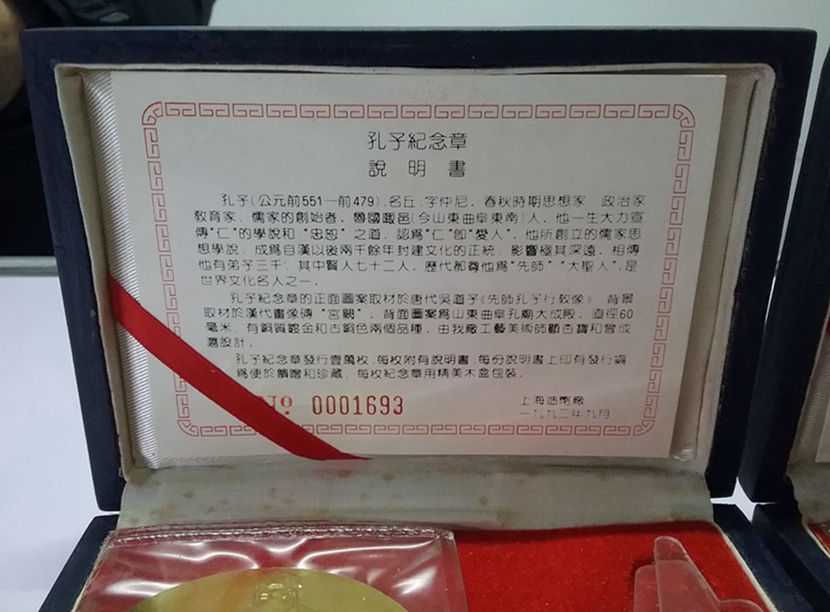 孔子紀念章
説明書
孔子(公元前551—前479),名丘,字仲尼,春秋時期思想家 政治家
教育家 儒家的創始者,魯國陬邑(今山東曲阜東南)人,他一生大力宣
傳“仁”的學説和“忠恕”之道,認爲“仁”即“愛人”,他所創立的儒家思
想學説,成爲自漢以後兩千餘年封建文化的正統,影響極其深遠,相傳
他有弟子三千,其中賢人七十二人,歷代都尊他爲“先師”“大聖人”,是
世界文化名人之一,
孔子紀念章的正面圖案取材於唐代吳道子《先師孔子行教像》 背景
取材於漢代畫像磚“宮闕”;背面圖案爲山東曲阜孔廟大成殿,直徑60
毫米,有銅質鍍金和古銅色兩個品種,由我廠工藝美術師顧杏寶和曾成
滬設計.
孔子紀念章發行壹萬枚,每枚附有説明書,每份説明書上印有發行號
爲便於饋贈和珍藏,每枚紀念章用精美木盒包裝.
No 0001693
上海造幣廠
一九九二年九月